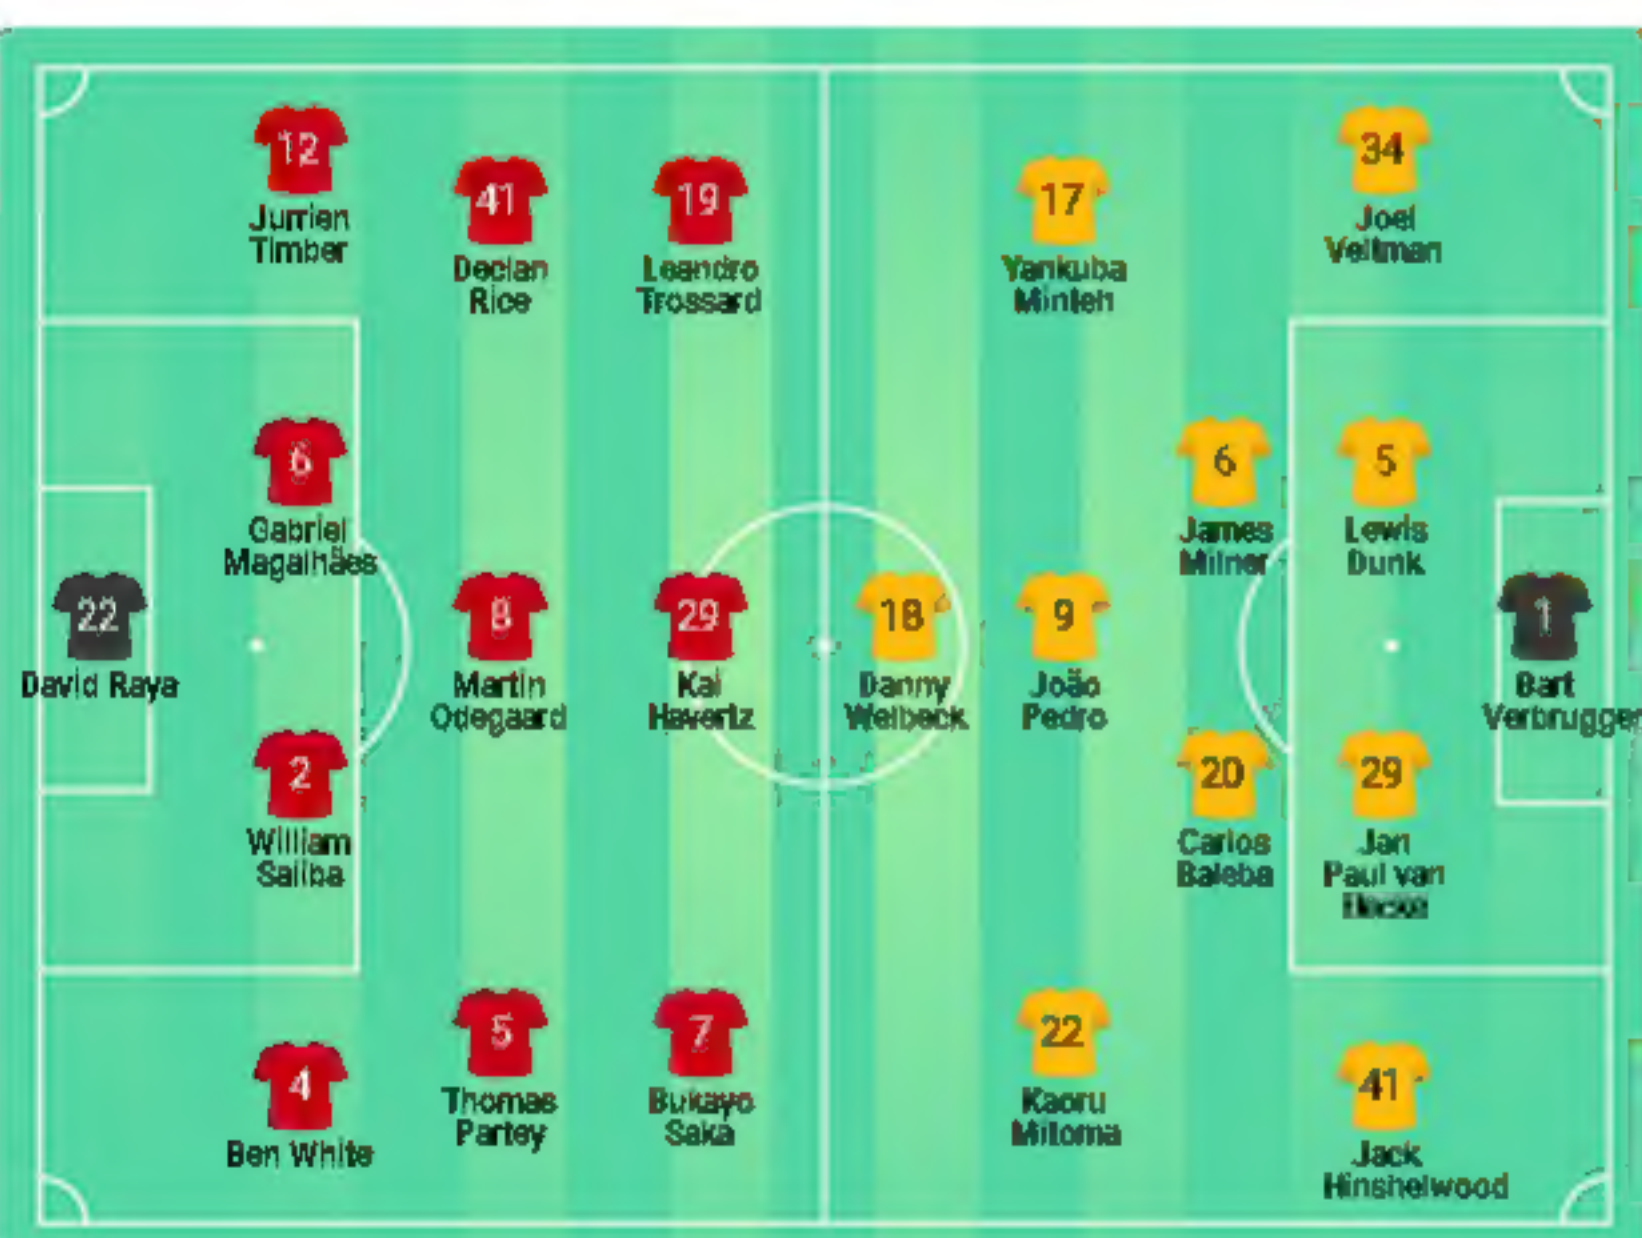 12
Jurrien
Timber
41
Declan
Rice
19
Leandro
Trossard
17
Yankuba
Minteh
34
Joel
Veltman
6
Gabriel
Magalhães
6
James
Milner
5
Lewis
Dunk
22
David Raya
8
Martin
Odegaard
29
Kai
Havertz
18
Danny
Welbeck
9
João
Pedro
1
Bart
Verbruggen
2
William
Saliba
20
Carlos
Baleba
29
Jan
Paul van
Hecke
4
Ben White
5
Thomas
Partey
7
Bukayo
Saka
22
Kaoru
Mitoma
41
Jack
Hinshelwood